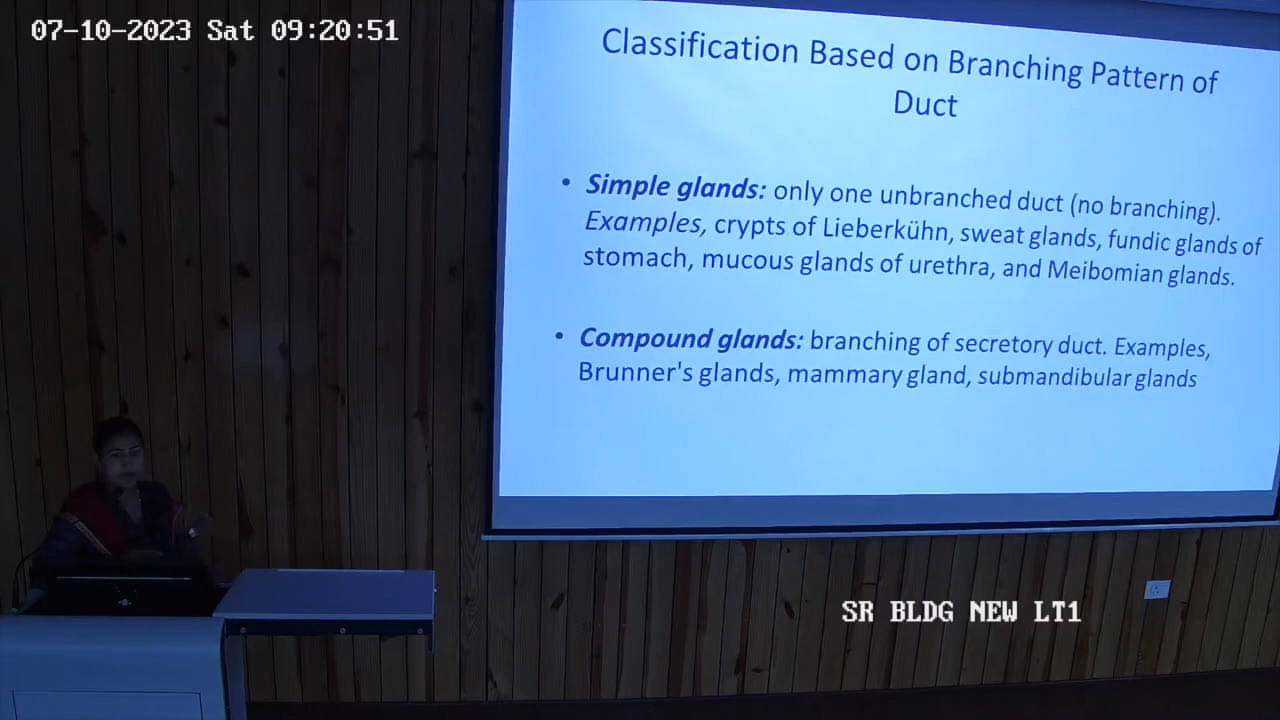 07-10-2023 Sat 09:20:51
Classification Based on Branching Pattern of
Duct
• Simple glands: only one unbranched duct (no branching).
Examples, crypts of Lieberkühn, sweat glands, fundic glands of
stomach, mucous glands of urethra, and Meibomian glands.
• Compound glands: branching of secretory duct. Examples,
Brunner's glands, mammary gland, submandibular glands
SR BLDG NEW LT1